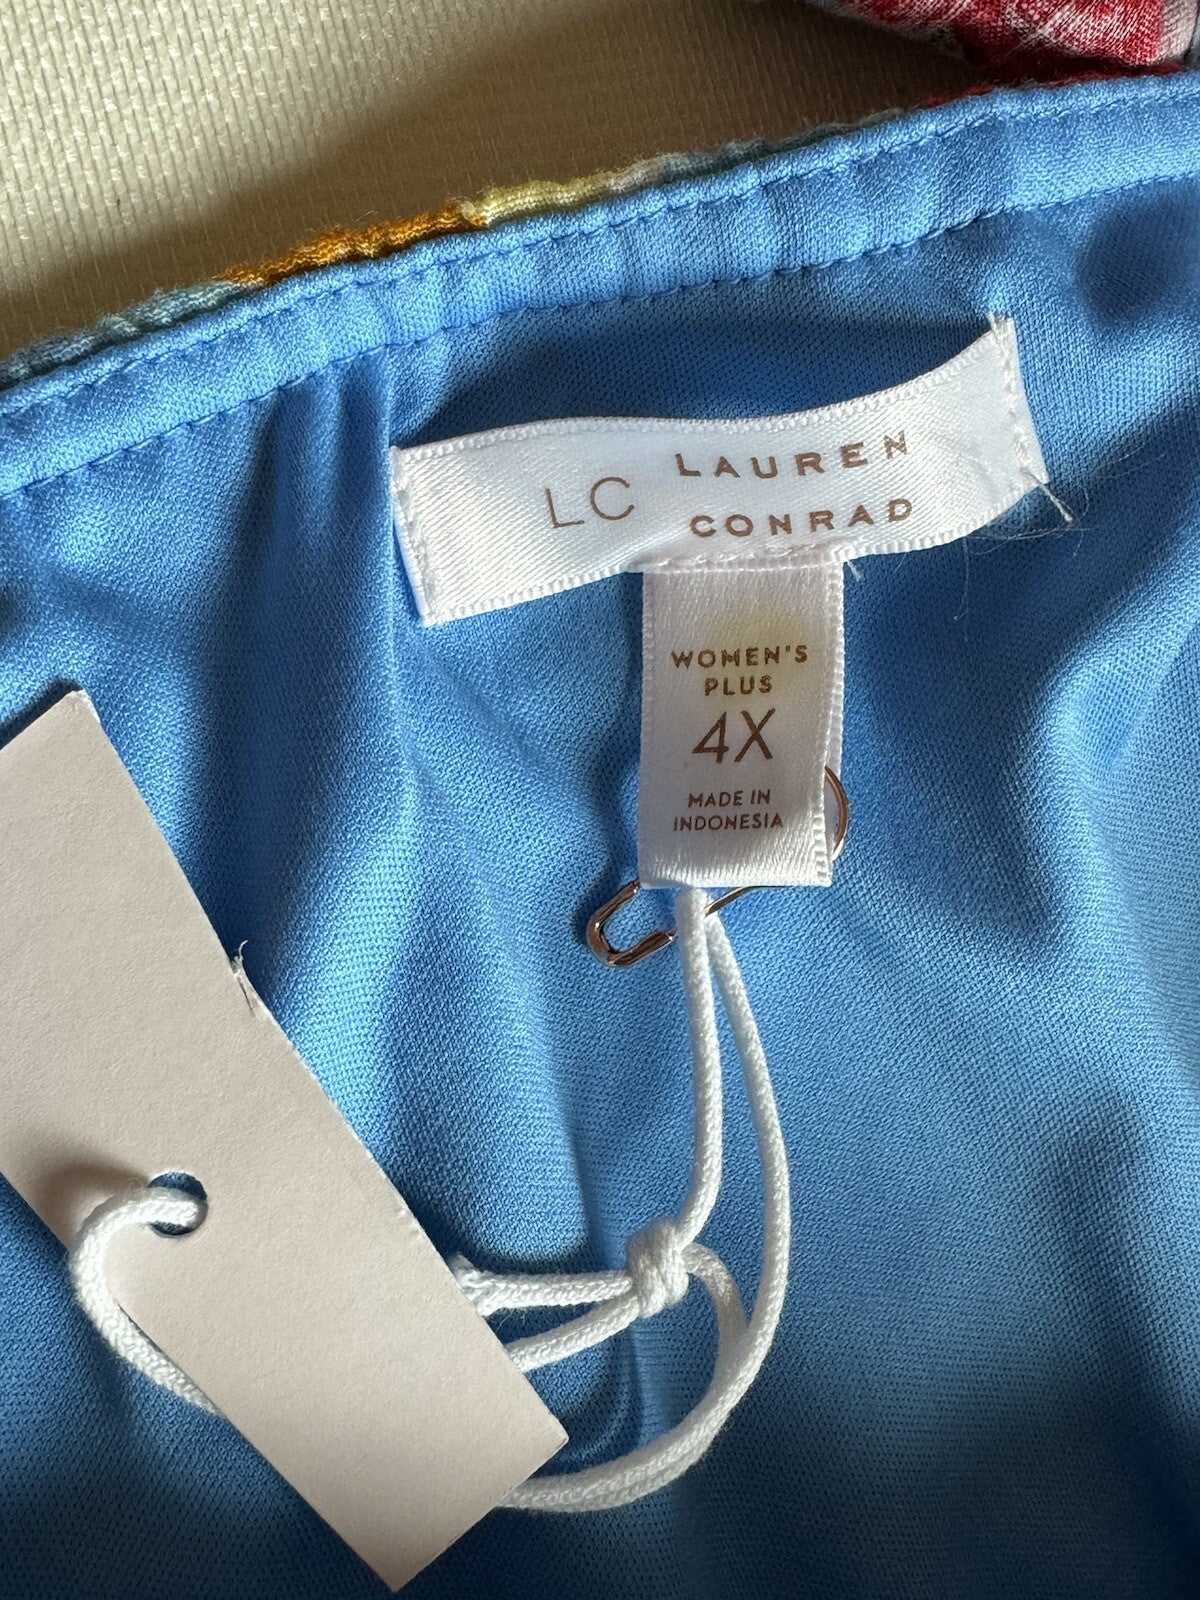 LC LAUREN
CONRAD
WOMEN'S
PLUS
4X
MADE IN
INDONESIA